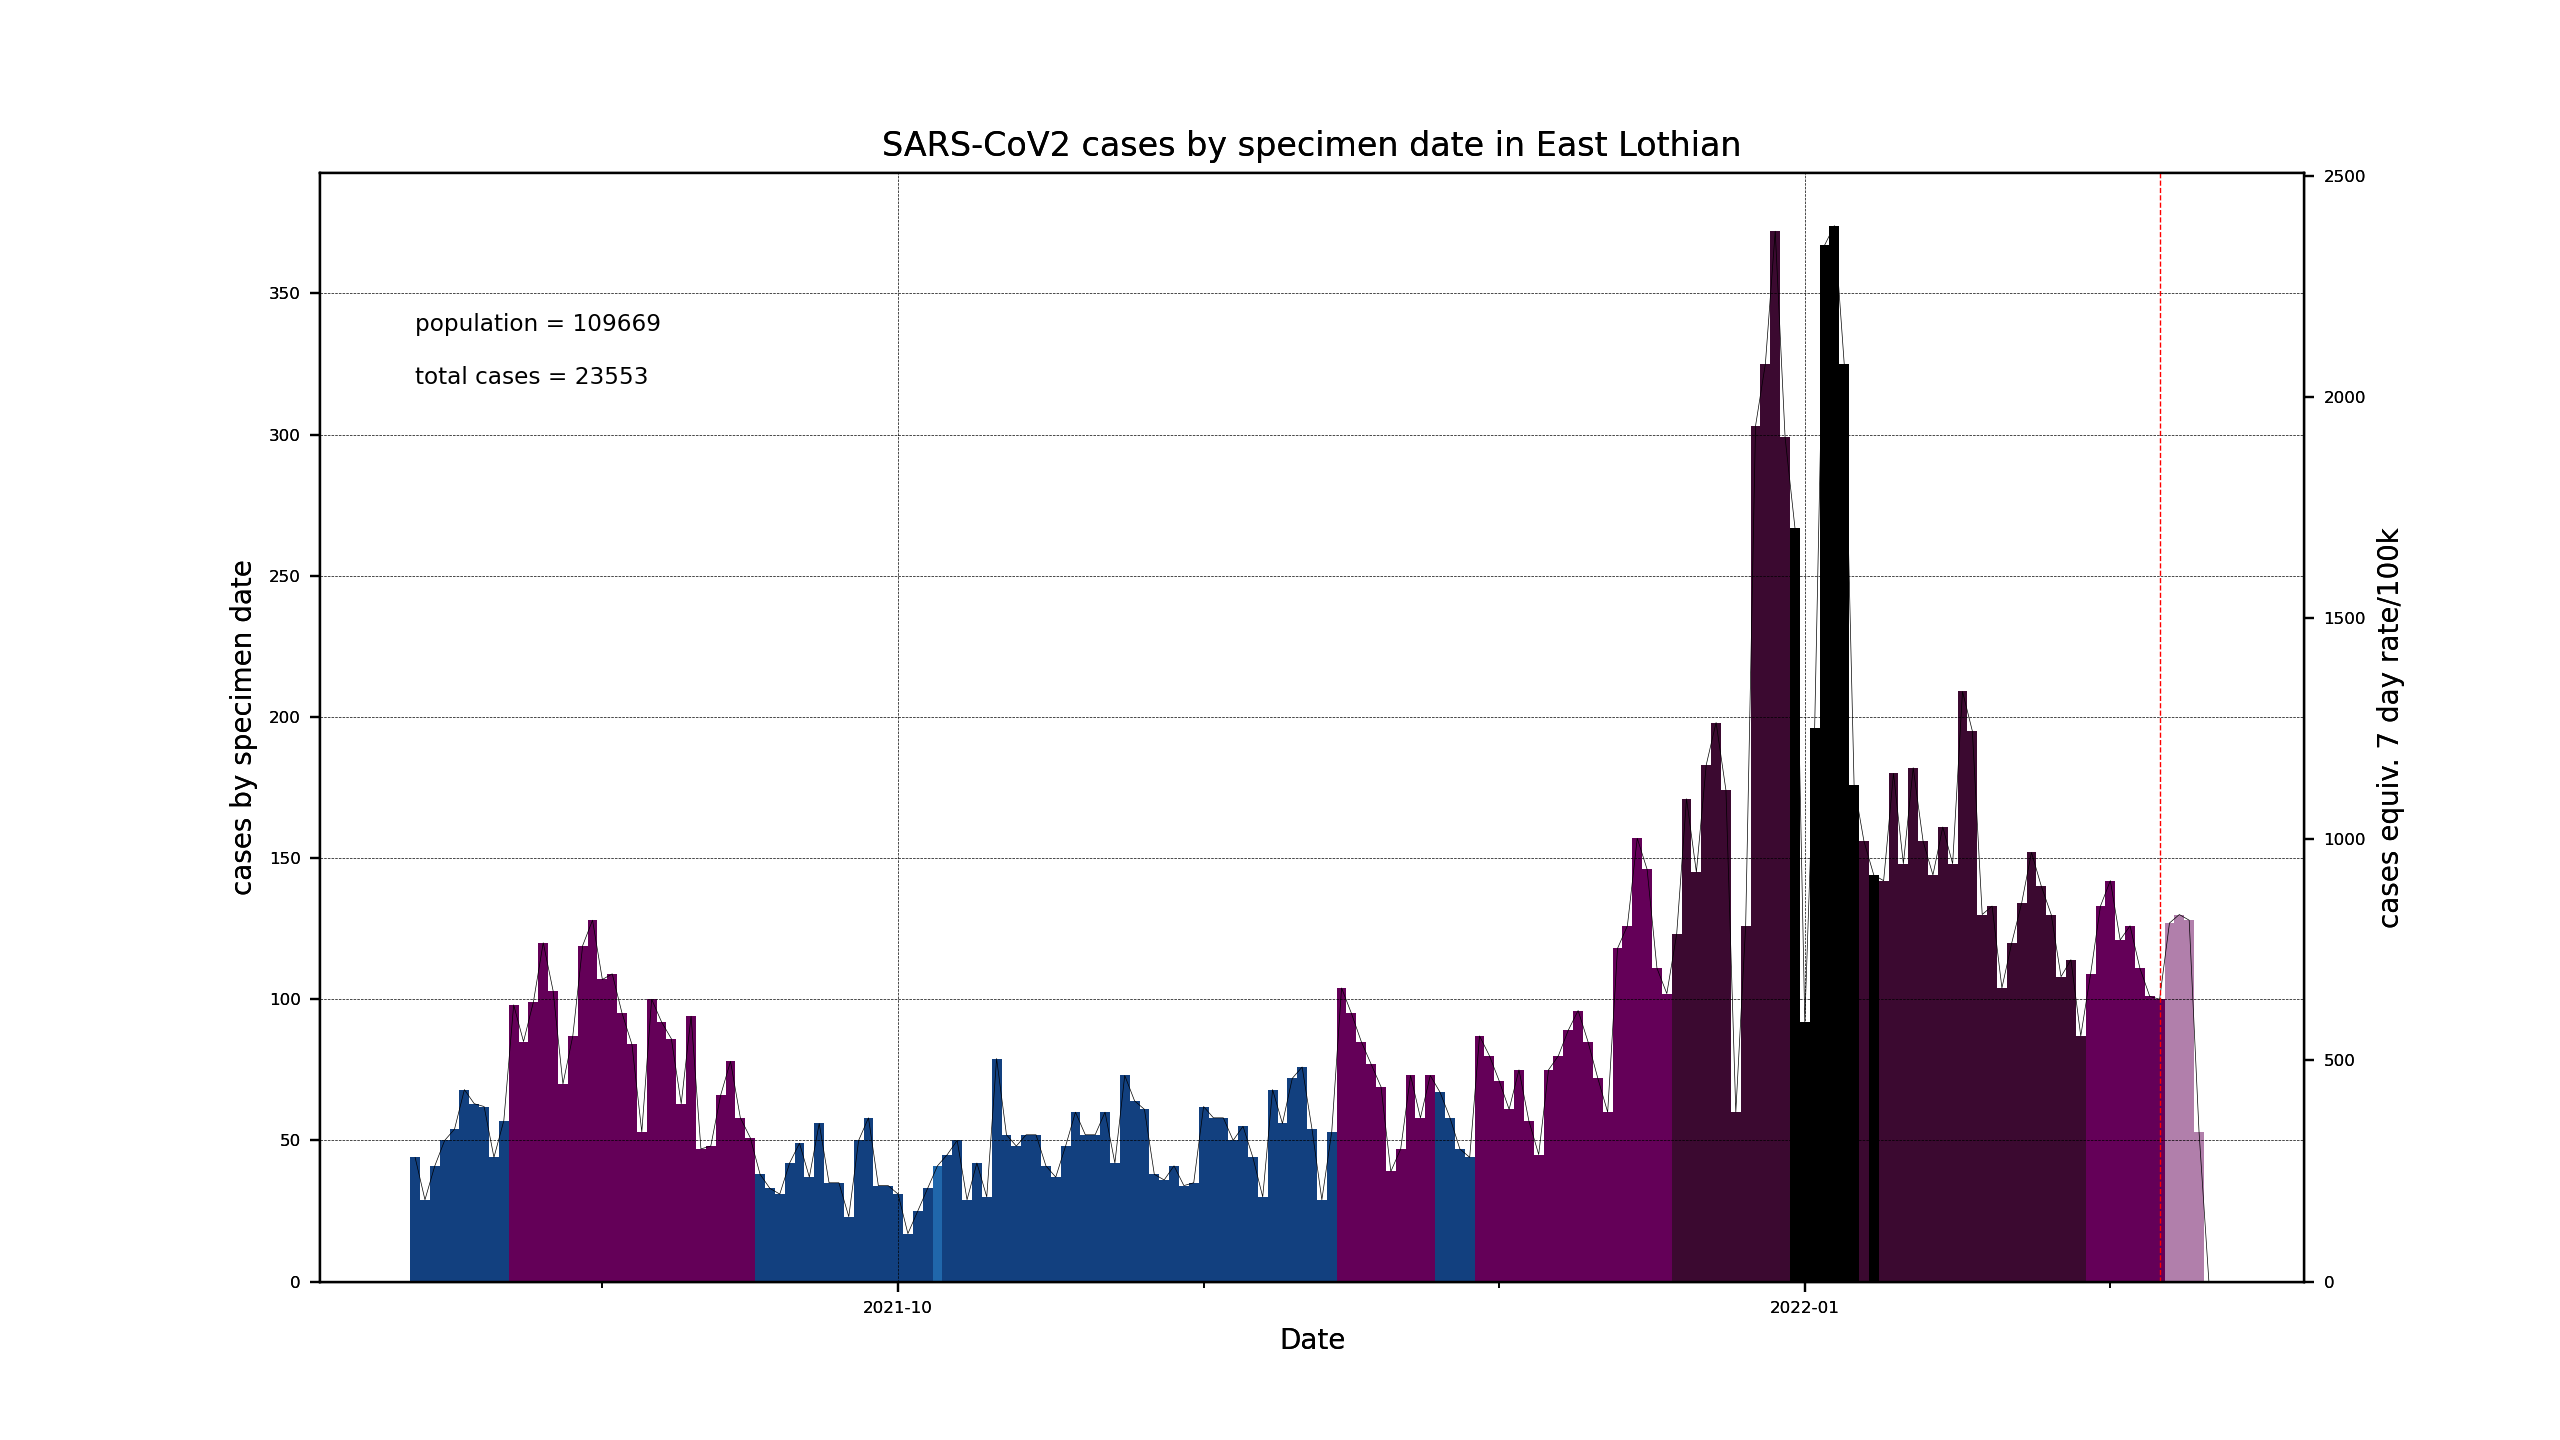 SARS-CoV2 cases by specimen date in East Lothian
population = 109669
total cases = 23553
cases by specimen date
350
300
250
200
150
100
50
0
2500
2000
1500
1000
500
0
cases equiv. 7 day rate/100k
2021-10
2022-01
Date